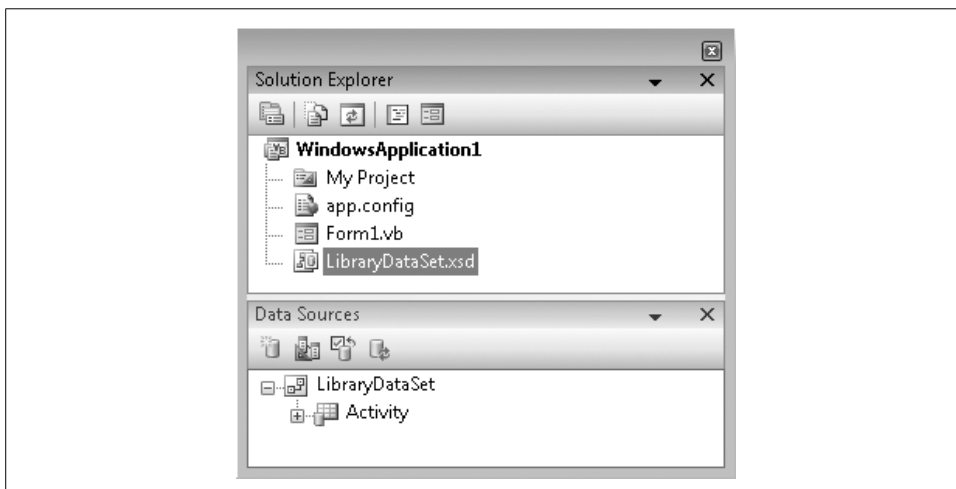 Solution Explorer
WindowsApplication1
My Project
app.config
Form1.vb
LibraryDataSet.xsd
Data Sources
LibraryDataSet
Activity